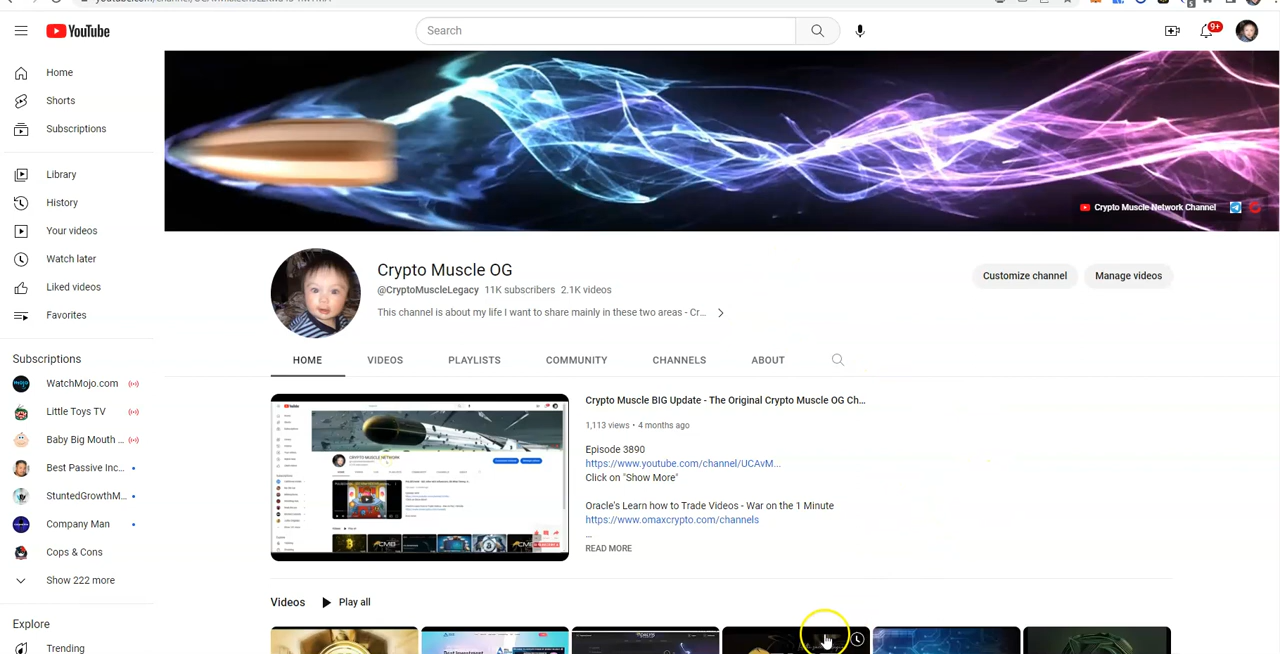 YouTube
Search
9+
Home
Shorts
Subscriptions
Library
History
Your videos
Watch later
Liked videos
Favorites
Subscriptions
WatchMojo.com
Little Toys TV
Baby Big Mouth ...
Best Passive Inc...
StuntedGrowthM...
Company Man
Cops & Cons
Show 222 more
Explore
Trending
Crypto Muscle Network Channel
Crypto Muscle OG
@CryptoMuscleLegacy 11K subscribers 2.1K videos
This channel is about my life I want to share mainly in these two areas - Cr...
Customize channel
Manage videos
HOME
VIDEOS
PLAYLISTS
COMMUNITY
CHANNELS
ABOUT
Crypto Muscle BIG Update - The Original Crypto Muscle OG Ch...
1,113 views • 4 months ago
Episode 3890
https://www.youtube.com/channel/UCAvM...
Click on "Show More"
Oracle's Learn how to Trade Videos - War on the 1 Minute
https://www.omaxcrypto.com/channels
...
READ MORE
Videos
Play all